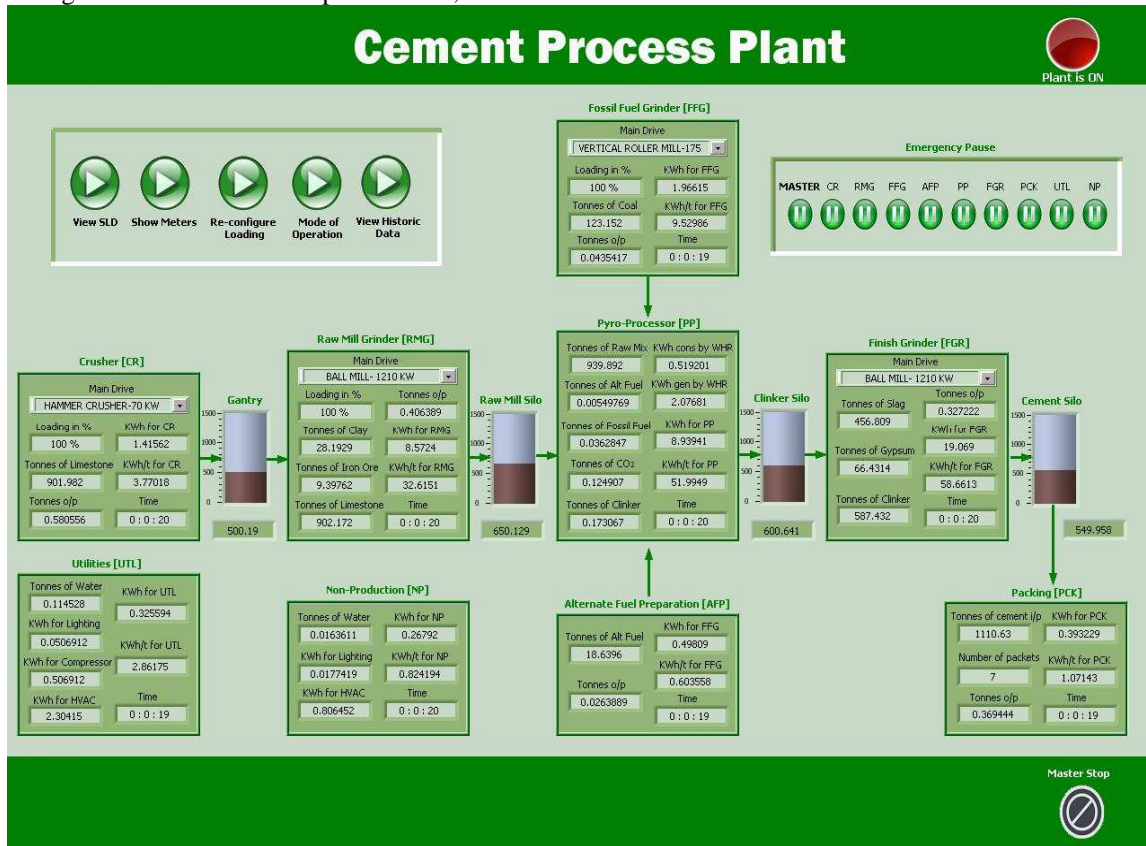 Cement Process Plant
Plant is ON
View SLD
Show Meters
Re-configure
Loading
Mode of
Operation
View Historic
Data
Fossil Fuel Grinder [FFG]
Main Drive
VERTICAL ROLLER MILL-175
Loading in %
KWh for FFG
100 %
1.96615
Tonnes of Coal
KWh/t for FFG
123.152
9.52986
Tonnes o/p
Time
0.0435417
0 : 0 : 19
Emergency Pause
MASTER CR RMG FFG AFP PP FGR PCK UTL NP
Crusher [CR]
Main Drive
HAMMER CRUSHER-70 KW
Loading in %
KWh for CR
100 %
1.41562
Tonnes of Limestone
KWh/t for CR
901.982
3.77018
Tonnes o/p
Time
0.580556
0 : 0 : 20
Gantry
1500
1000
500
0
500.19
Raw Mill Grinder [RMG]
Main Drive
BALL MILL- 1210 KW
Loading in %
Tonnes o/p
100 %
0.406389
Tonnes of Clay
KWh for RMG
28.1929
8.5724
Tonnes of Iron Ore
KWh/t for RMG
9.39762
32.6151
Tonnes of Limestone
Time
902.172
0 : 0 : 20
Raw Mill Silo
1500
1000
500
0
650.129
Pyro-Processor [PP]
Tonnes of Raw Mix
KWh cons by WHR
939.892
0.519201
Tonnes of Alt Fuel
KWh gen by WHR
0.00549769
2.07681
Tonnes of Fossil Fuel
KWh for PP
0.0362847
8.93941
Tonnes of CO2
KWh/t for PP
0.124907
51.9949
Tonnes of Clinker
Time
0.173067
0 : 0 : 20
Clinker Silo
1500
1000
500
0
600.641
Finish Grinder [FGR]
Main Drive
BALL MILL- 1210 KW
Tonnes of Slag
Tonnes o/p
456.809
0.327222
KWh for FGR
19.069
Tonnes of Gypsum
KWh/t for FGR
66.4314
58.6613
Tonnes of Clinker
Time
587.432
0 : 0 : 20
Cement Silo
1500
1000
500
0
549.958
Utilities [UTL]
Tonnes of Water
KWh for UTL
0.114528
0.325594
KWh for Lighting
0.0506912
KWh/t for UTL
KWh for Compressor
2.86175
0.506912
KWh for HVAC
Time
2.30415
0 : 0 : 19
Non-Production [NP]
Tonnes of Water
KWh for NP
0.0163611
0.26792
KWh for Lighting
KWh/t for NP
0.0177419
0.824194
KWh for HVAC
Time
0.806452
0 : 0 : 20
Alternate Fuel Preparation [AFP]
Tonnes of Alt Fuel
KWh for FFG
18.6396
0.49809
KWh/t for FFG
Tonnes o/p
0.603558
0.0263889
Time
0 : 0 : 19
Packing [PCK]
Tonnes of cement i/p
KWh for PCK
1110.63
0.393229
Number of packets
KWh/t for PCK
7
1.07143
Tonnes o/p
Time
0.369444
0 : 0 : 19
Master Stop